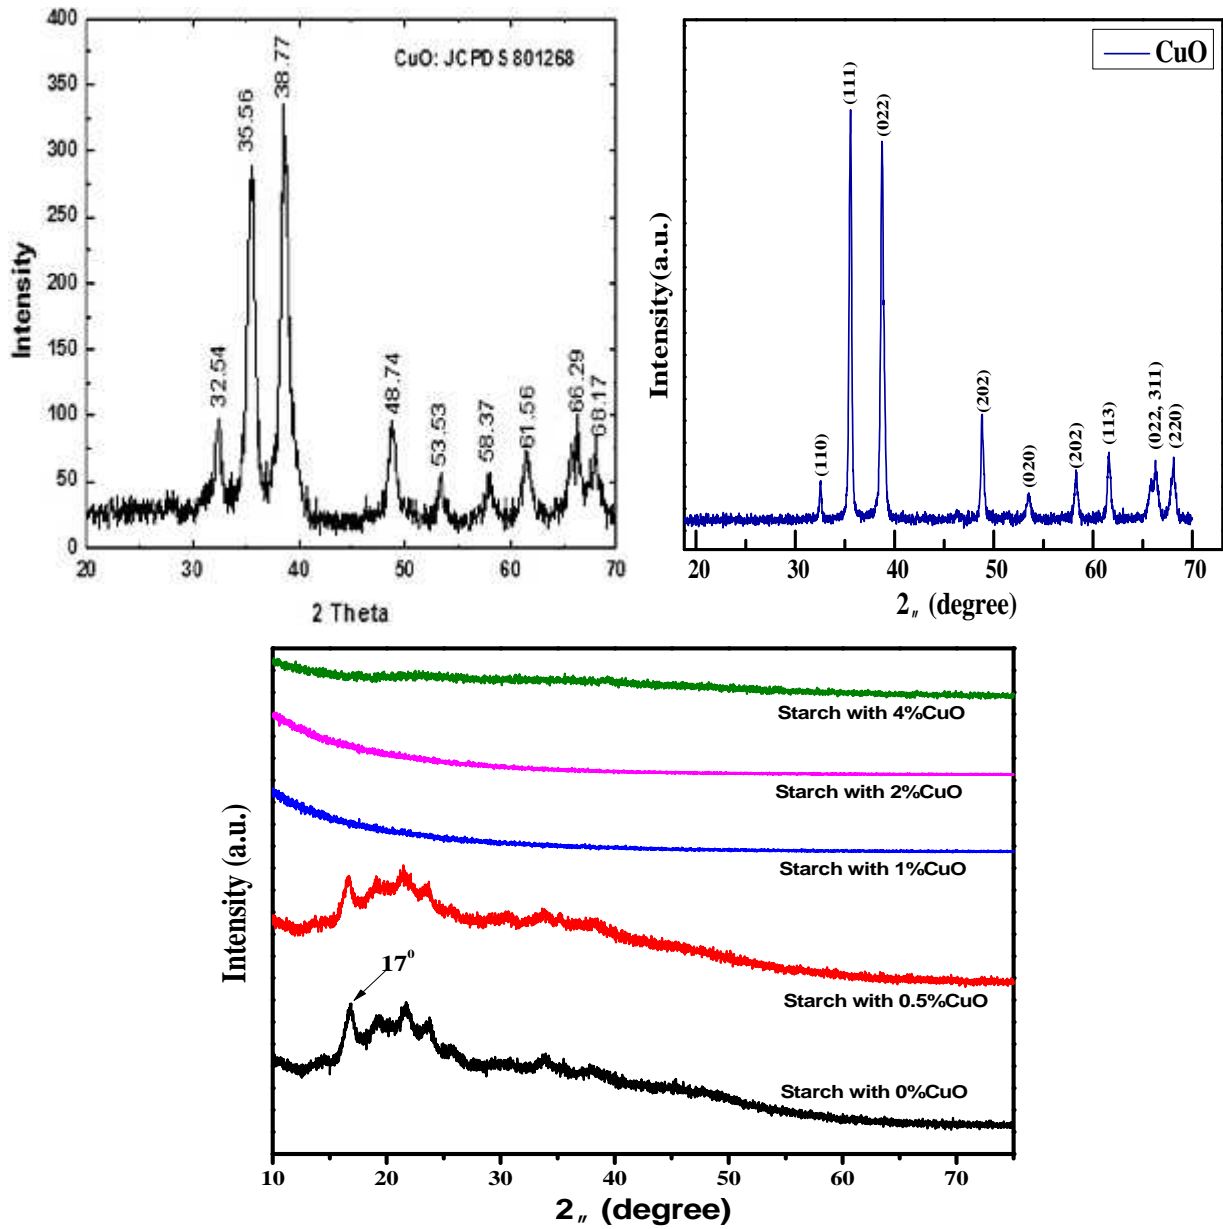 400
350
300
250
200
150
100
50
0
Intensity
CuO: JCPDS 801268
32.54
35.56
38.77
48.74
53.53
58.37
61.56
66.29
68.17
20 30 40 50 60 70
2 Theta
CuO
Intensity(a.u.)
(110)
(111)
(022)
(202)
(020)
(202)
(113)
(022, 311)
(220)
20 30 40 50 60 70
2„ (degree)
Intensity (a.u.)
Starch with 4%CuO
Starch with 2%CuO
Starch with 1%CuO
17⁰
Starch with 0.5%CuO
Starch with 0%CuO
10 20 30 40 50 60 70
2„ (degree)